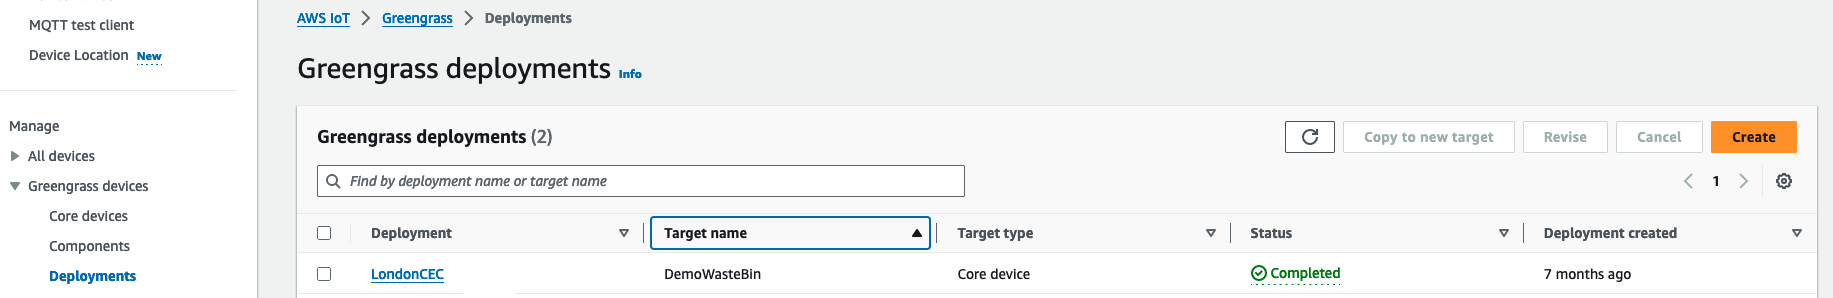 MQTT test client
Device Location New
Manage
All devices
Greengrass devices
Core devices
Components
Deployments
AWS IoT > Greengrass > Deployments
Greengrass deployments Info
Greengrass deployments (2)
Copy to new target Revise Cancel Create
Find by deployment name or target name
1
Deployment Target name Target type Status Deployment created
LondonCEC DemoWasteBin Core device Completed 7 months ago